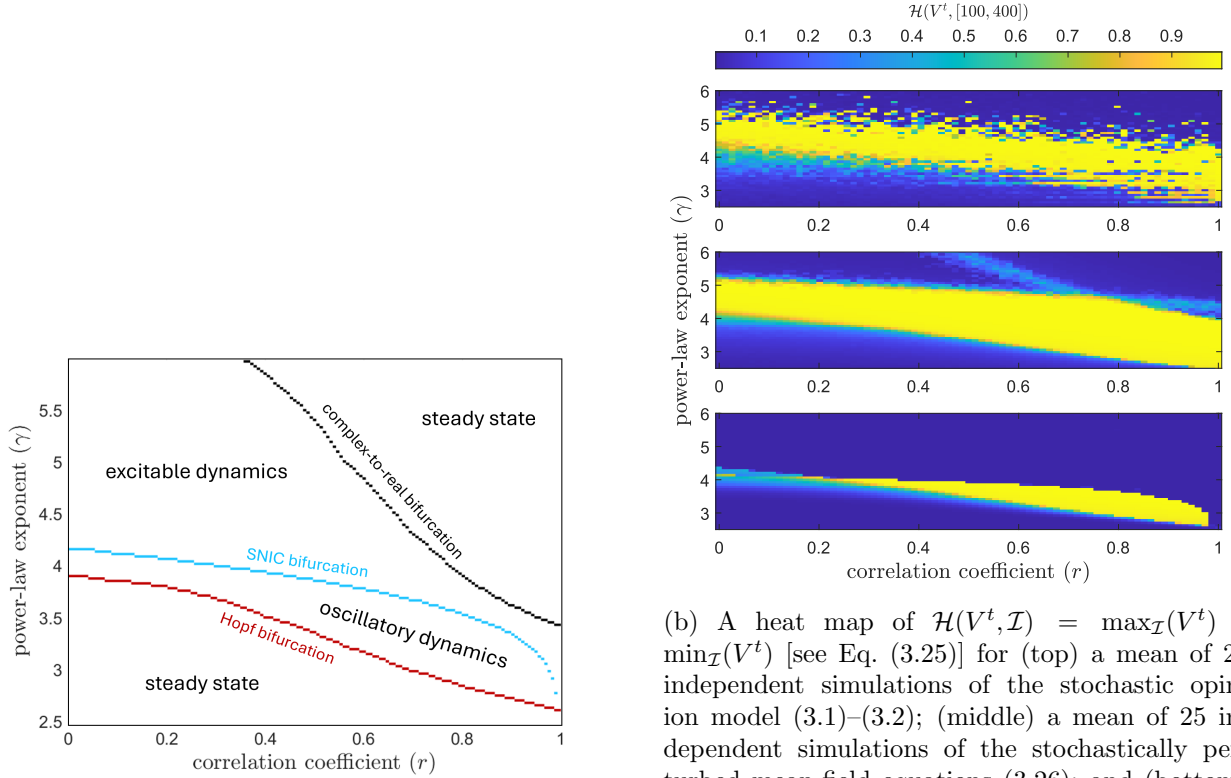 5.5
5
4.5
4
3.5
3
2.5
0 0.2 0.4 0.6 0.8 1
power-law exponent (γ)
correlation coefficient (r)
steady state
complex-to-real bifurcation
excitable dynamics
SNIC bifurcation
oscillatory dynamics
Hopf bifurcation
steady state
ℋ(V^t, [100, 400])
0.1 0.2 0.3 0.4 0.5 0.6 0.7 0.8 0.9
6
5
4
3
0 0.2 0.4 0.6 0.8 1
6
5
4
3
0 0.2 0.4 0.6 0.8 1
6
5
4
3
0 0.2 0.4 0.6 0.8 1
power-law exponent (γ)
correlation coefficient (r)
(b) A heat map of ℋ(V^t, ℐ) = max_ℐ(V^t)
min_ℐ(V^t) [see Eq. (3.25)] for (top) a mean of 2
independent simulations of the stochastic opin
ion model (3.1)–(3.2); (middle) a mean of 25 in
dependent simulations of the stochastically pe
turbed mean-field equations (3.26); and (bottom